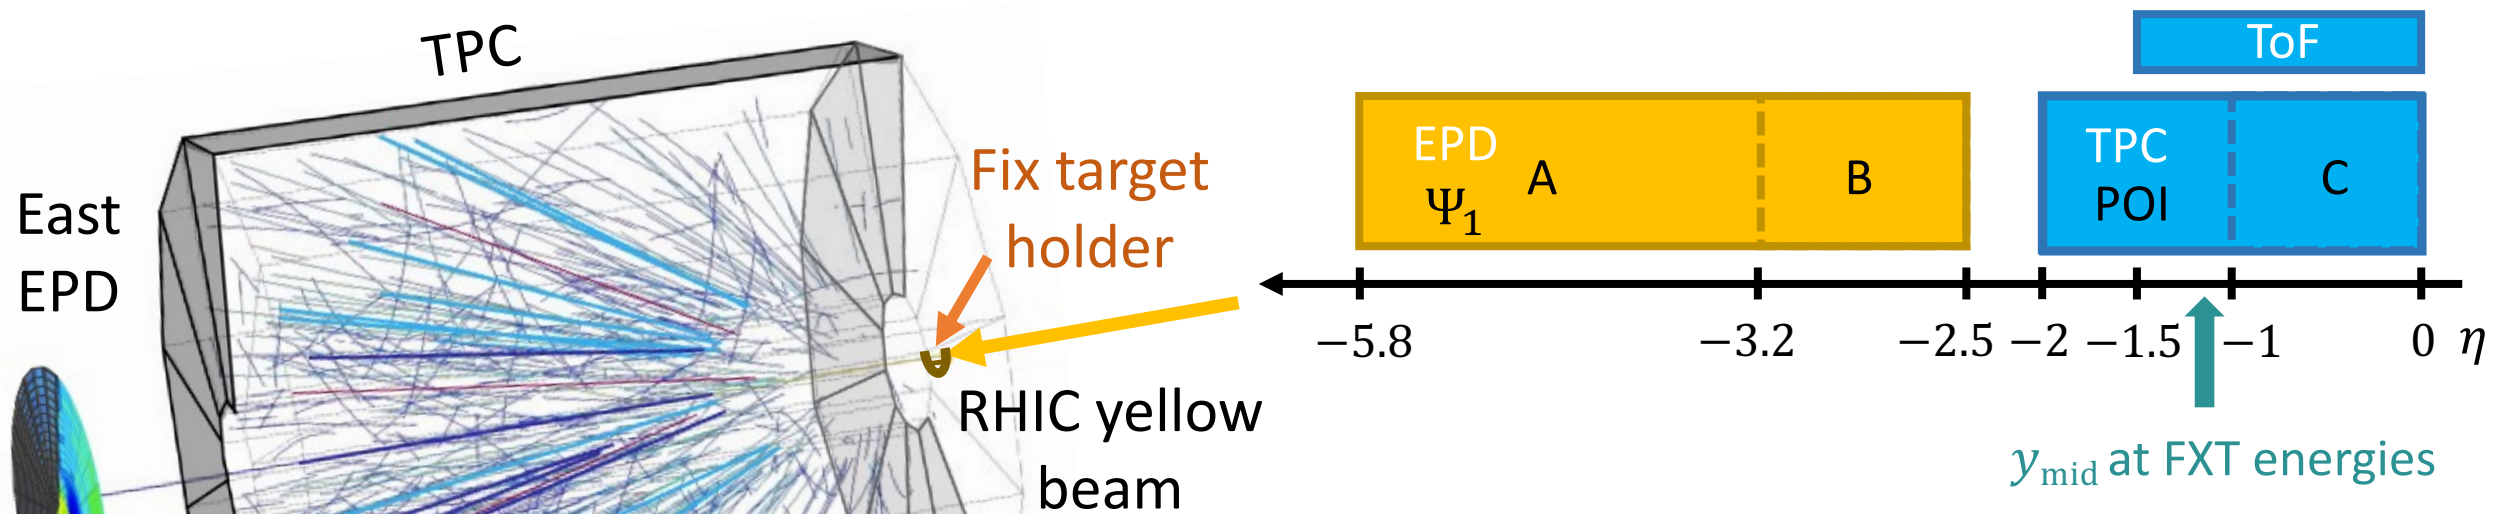 TPC
East
EPD
Fix target
holder
RHIC yellow
beam
ToF
EPD
Ψ₁
A
B
TPC
POI
C
−5.8 −3.2 −2.5 −2 −1.5 −1 0 η
y_mid at FXT energies